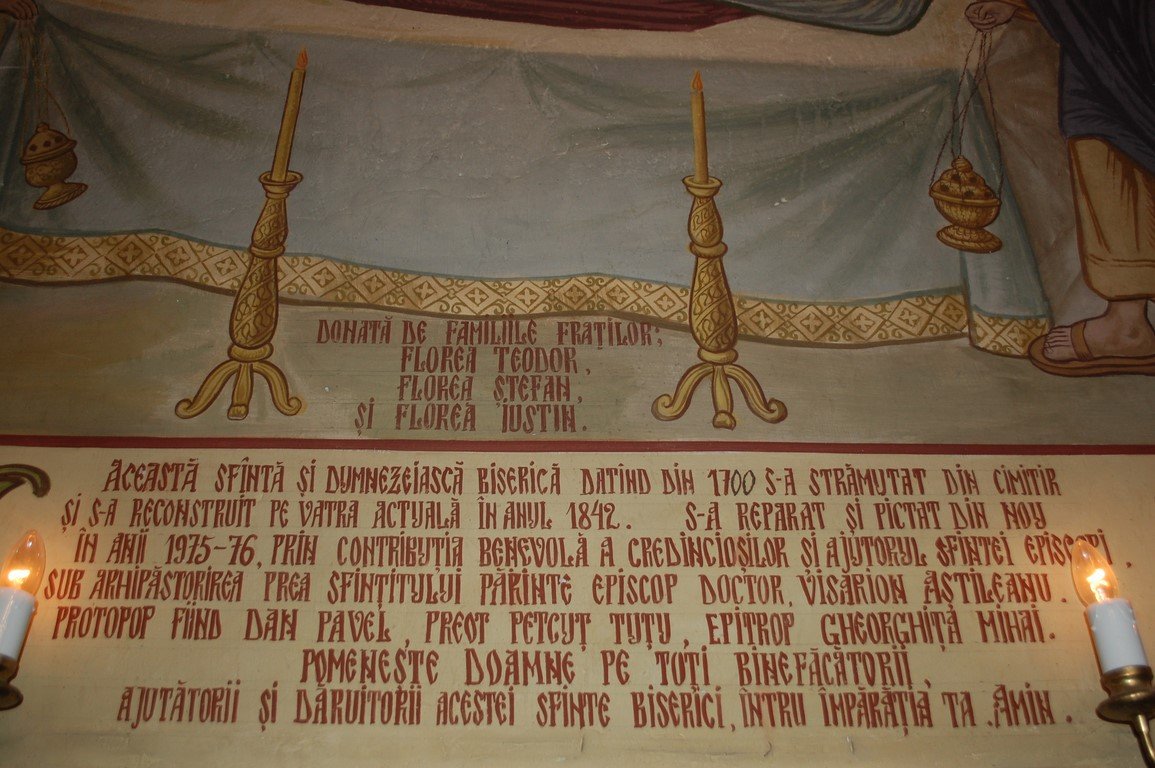 DONATĂ DE FAMILIILE FRAȚILOR;
FLOREA TEODOR,
FLOREA ȘTEFAN,
ȘI FLOREA IUSTIN.
ACEASTĂ SFÎNTĂ ȘI DUMNEZEIASCĂ BISERICĂ DATÎND DIN 1700 S-A STRĂMUTAT DIN CIMITIR
ȘI S-A RECONSTRUIT PE VATRA ACTUALĂ ÎN ANUL 1842. S-A REPARAT ȘI PICTAT DIN NOU
ÎN ANII 1975-76, PRIN CONTRIBUȚIA BENEVOLĂ A CREDINCIOȘILOR ȘI AJUTORUL SFINTEI EPISCOPI,
SUB ARHIPĂSTORIREA PREA SFINȚITULUI PĂRINTE EPISCOP DOCTOR, VISARION AȘTILEANU.
PROTOPOP FIIND DAN PAVEL, PREOT PETCUȚ TUȚU, EPITROP GHEORGHIȚA MIHAI.
POMENEȘTE DOAMNE PE TOȚI BINEFĂCĂTORII,
AJUTĂTORII ȘI DĂRUITORII ACESTEI SFINTE BISERICI, ÎNTRU ÎMPĂRĂȚIA TA. AMIN.